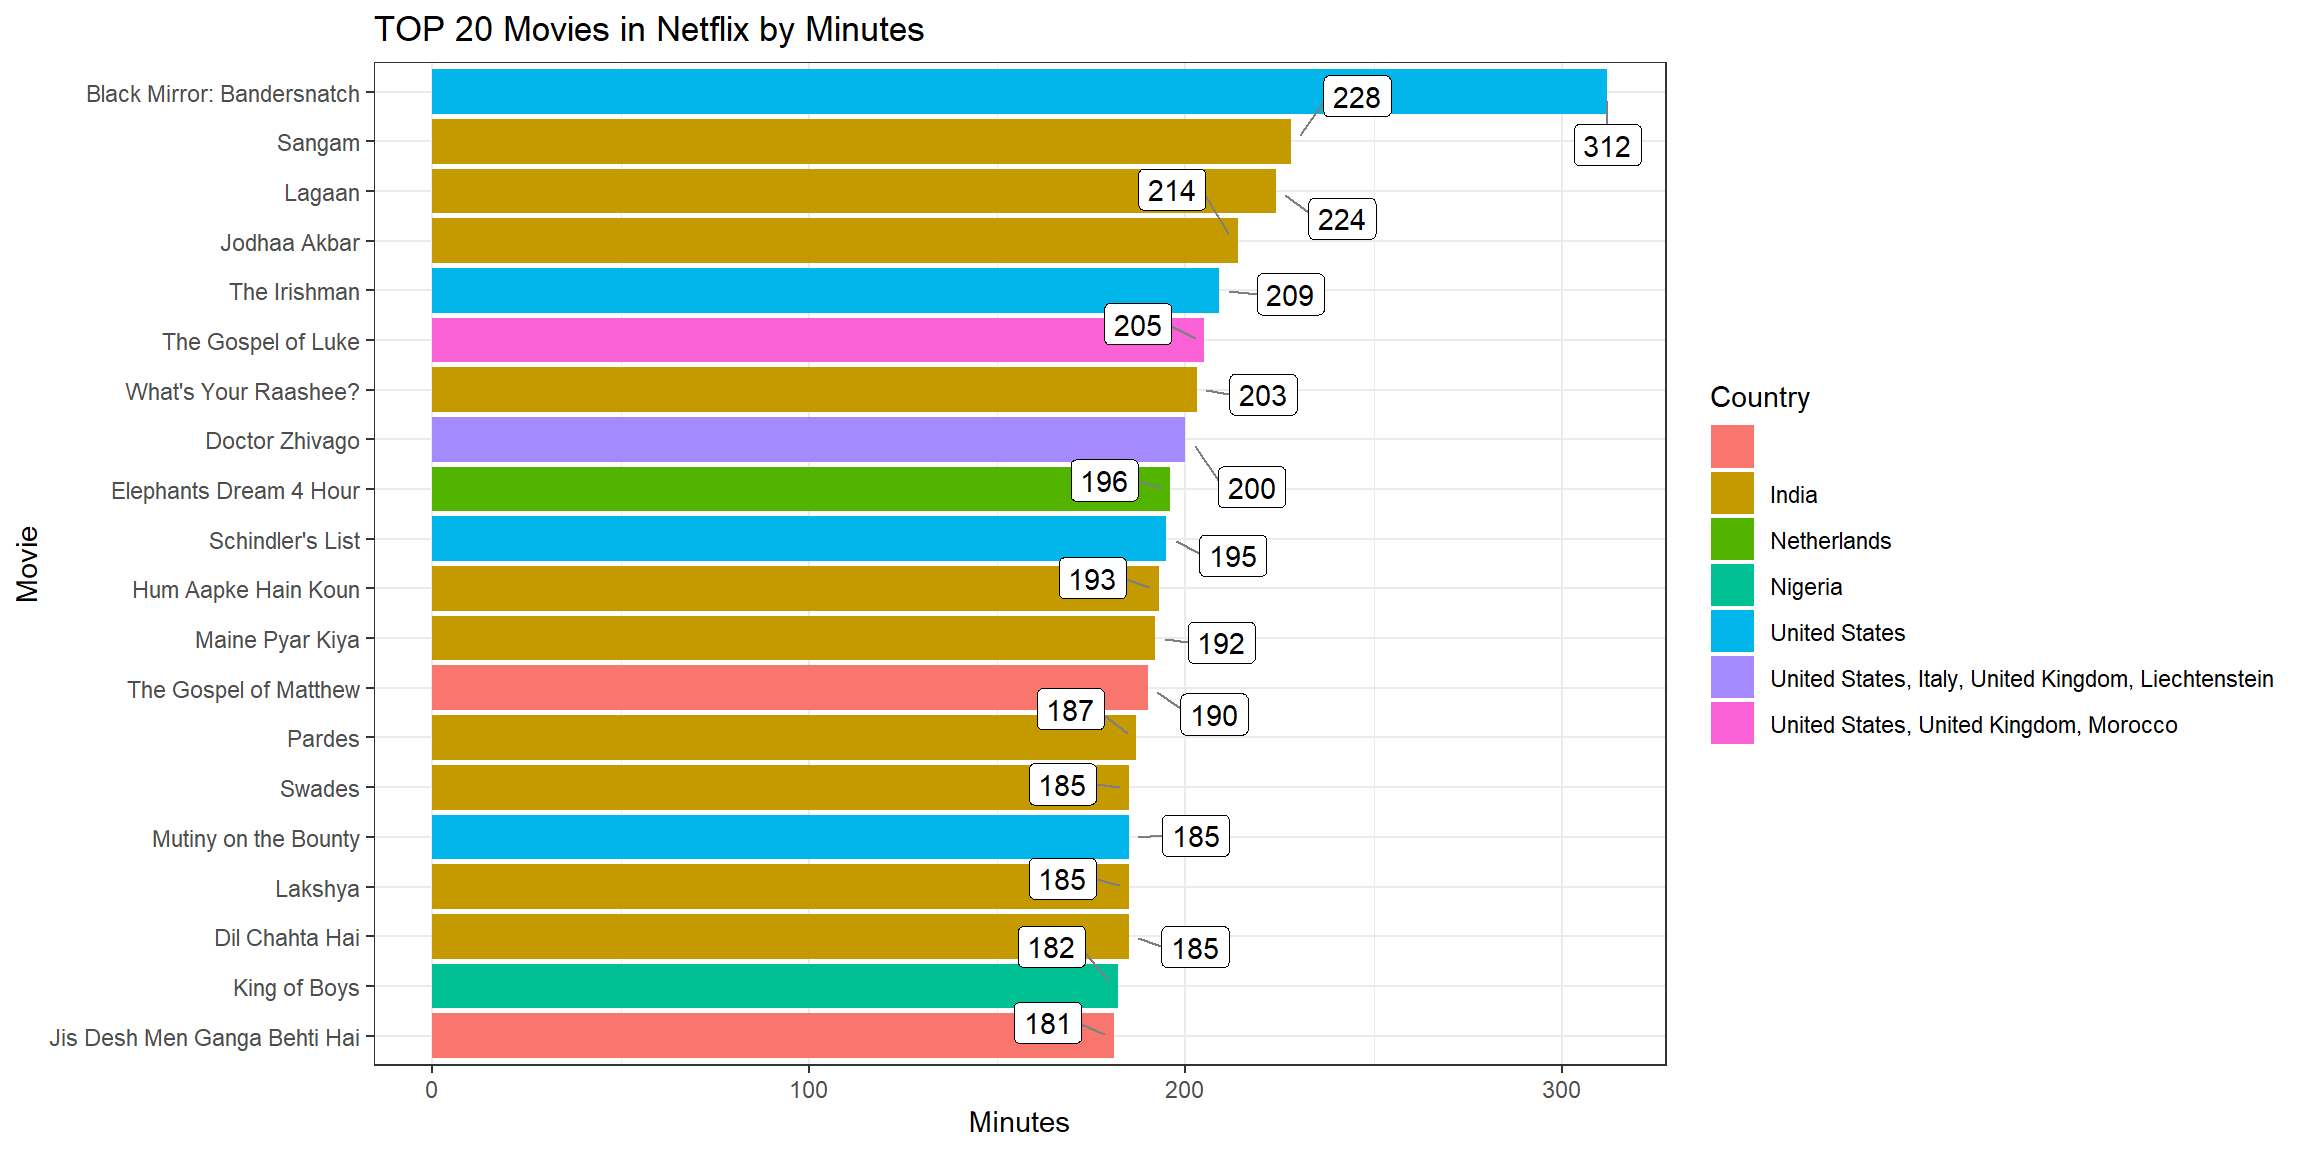 TOP 20 Movies in Netflix by Minutes
Black Mirror: Bandersnatch
228
312
Sangam
Lagaan
214
224
Jodhaa Akbar
The Irishman
209
The Gospel of Luke
205
What's Your Raashee?
203
Doctor Zhivago
200
Elephants Dream 4 Hour
196
Schindler's List
195
Hum Aapke Hain Koun
193
Maine Pyar Kiya
192
The Gospel of Matthew
190
Pardes
187
Swades
185
Mutiny on the Bounty
185
Lakshya
185
Dil Chahta Hai
185
King of Boys
182
Jis Desh Men Ganga Behti Hai
181
0
100
200
300
Minutes
Movie
Country
India
Netherlands
Nigeria
United States
United States, Italy, United Kingdom, Liechtenstein
United States, United Kingdom, Morocco